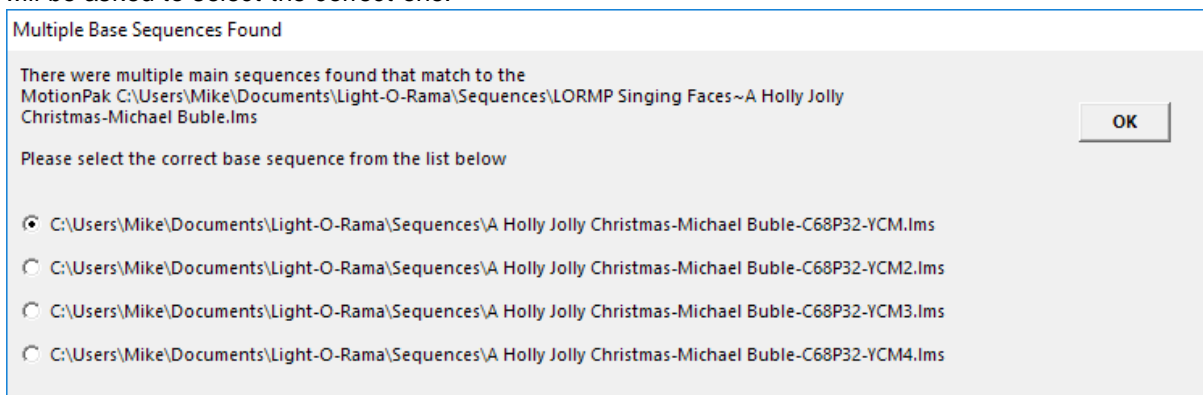 will be asked to select the correct one.
Multiple Base Sequences Found
There were multiple main sequences found that match to the
MotionPak C:\Users\Mike\Documents\Light-O-Rama\Sequences\LORMP Singing Faces~A Holly Jolly
Christmas-Michael Buble.lms
OK
Please select the correct base sequence from the list below
C:\Users\Mike\Documents\Light-O-Rama\Sequences\A Holly Jolly Christmas-Michael Buble-C68P32-YCM.lms
C:\Users\Mike\Documents\Light-O-Rama\Sequences\A Holly Jolly Christmas-Michael Buble-C68P32-YCM2.lms
C:\Users\Mike\Documents\Light-O-Rama\Sequences\A Holly Jolly Christmas-Michael Buble-C68P32-YCM3.lms
C:\Users\Mike\Documents\Light-O-Rama\Sequences\A Holly Jolly Christmas-Michael Buble-C68P32-YCM4.lms